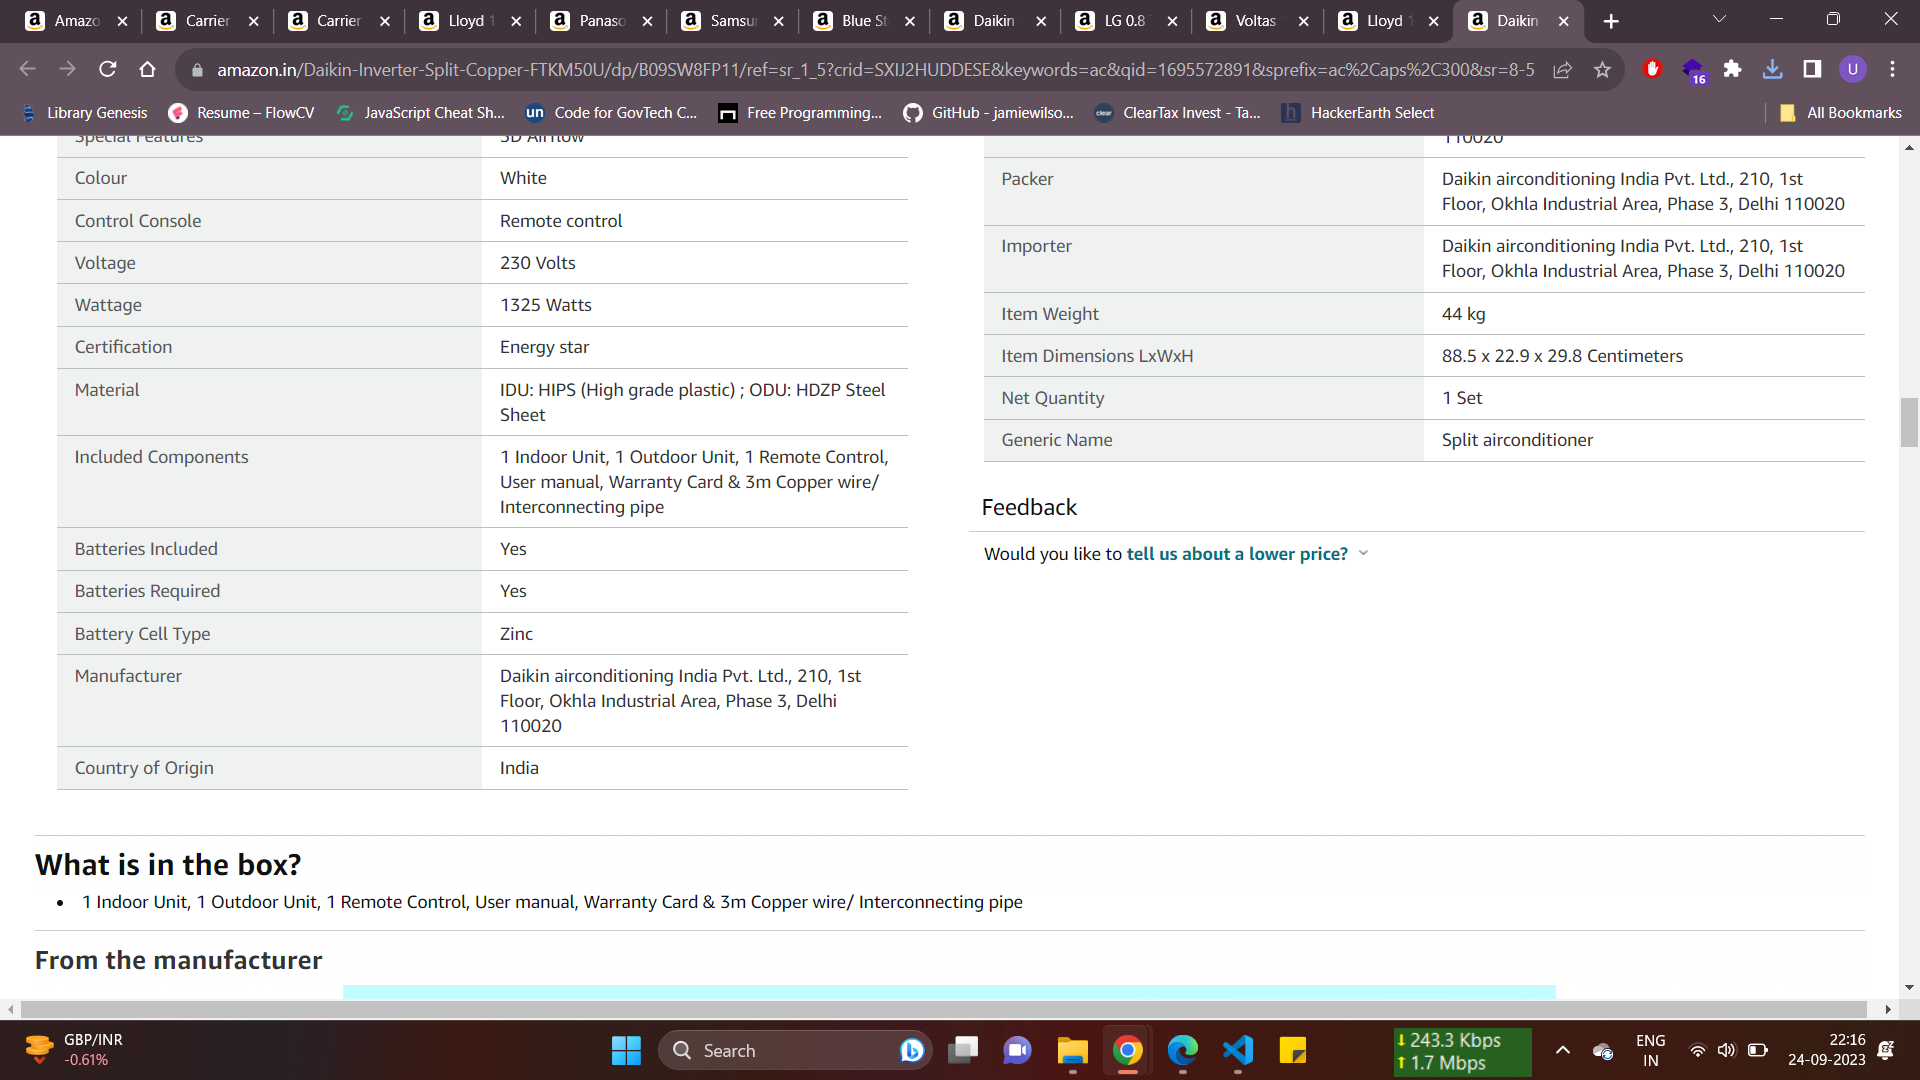 Amazo
Carrier
Carrier
Lloyd 1
Panaso
Samsu
Blue St
Daikin
LG 0.8
Voltas
Lloyd 1
Daikin
amazon.in/Daikin-Inverter-Split-Copper-FTKM50U/dp/B09SW8FP11/ref=sr_1_5?crid=SXIJ2HUDDESE&keywords=ac&qid=1695572891&sprefix=ac%2Caps%2C300&sr=8-5
16
U
Library Genesis
Resume – FlowCV
JavaScript Cheat Sh...
un
Code for GovTech C...
Free Programming...
GitHub - jamiewilso...
clear
ClearTax Invest - Ta...
h
HackerEarth Select
All Bookmarks
Special Features 3D Airflow
Colour White
Control Console Remote control
Voltage 230 Volts
Wattage 1325 Watts
Certification Energy star
Material IDU: HIPS (High grade plastic) ; ODU: HDZP Steel
Sheet
Included Components 1 Indoor Unit, 1 Outdoor Unit, 1 Remote Control,
User manual, Warranty Card & 3m Copper wire/
Interconnecting pipe
Batteries Included Yes
Batteries Required Yes
Battery Cell Type Zinc
Manufacturer Daikin airconditioning India Pvt. Ltd., 210, 1st
Floor, Okhla Industrial Area, Phase 3, Delhi
110020
Country of Origin India
110020
Packer Daikin airconditioning India Pvt. Ltd., 210, 1st
Floor, Okhla Industrial Area, Phase 3, Delhi 110020
Importer Daikin airconditioning India Pvt. Ltd., 210, 1st
Floor, Okhla Industrial Area, Phase 3, Delhi 110020
Item Weight 44 kg
Item Dimensions LxWxH 88.5 x 22.9 x 29.8 Centimeters
Net Quantity 1 Set
Generic Name Split airconditioner
Feedback
Would you like to tell us about a lower price?
What is in the box?
• 1 Indoor Unit, 1 Outdoor Unit, 1 Remote Control, User manual, Warranty Card & 3m Copper wire/ Interconnecting pipe
From the manufacturer
GBP/INR
-0.61%
Search
243.3 Kbps
1.7 Mbps
ENG
IN
22:16
24-09-2023